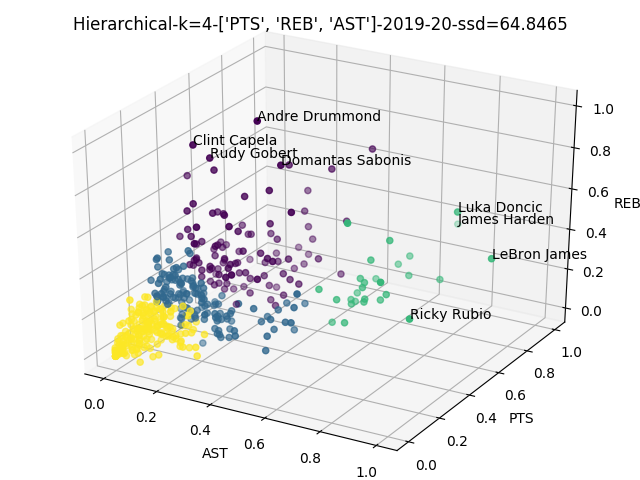 Hierarchical-k=4-['PTS', 'REB', 'AST']-2019-20-ssd=64.8465
Andre Drummond
Clint Capela
Rudy Gobert
Domantas Sabonis
Luka Doncic
James Harden
LeBron James
Ricky Rubio
1.0
0.8
0.6
0.4
0.2
0.0
REB
0.0
0.2
0.4
0.6
0.8
1.0
AST
0.0
0.2
0.4
0.6
0.8
1.0
PTS